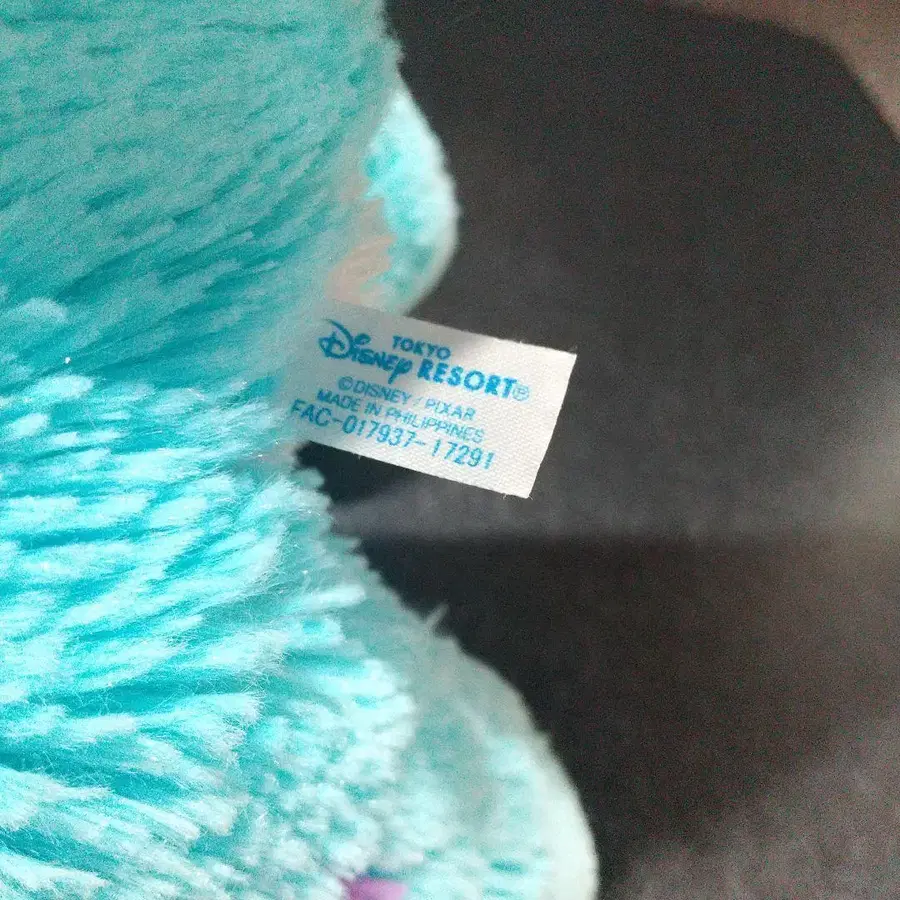 TOKYO
Disney RESORT®
©DISNEY / PIXAR
MADE IN PHILIPPINES
FAC-017937-17291